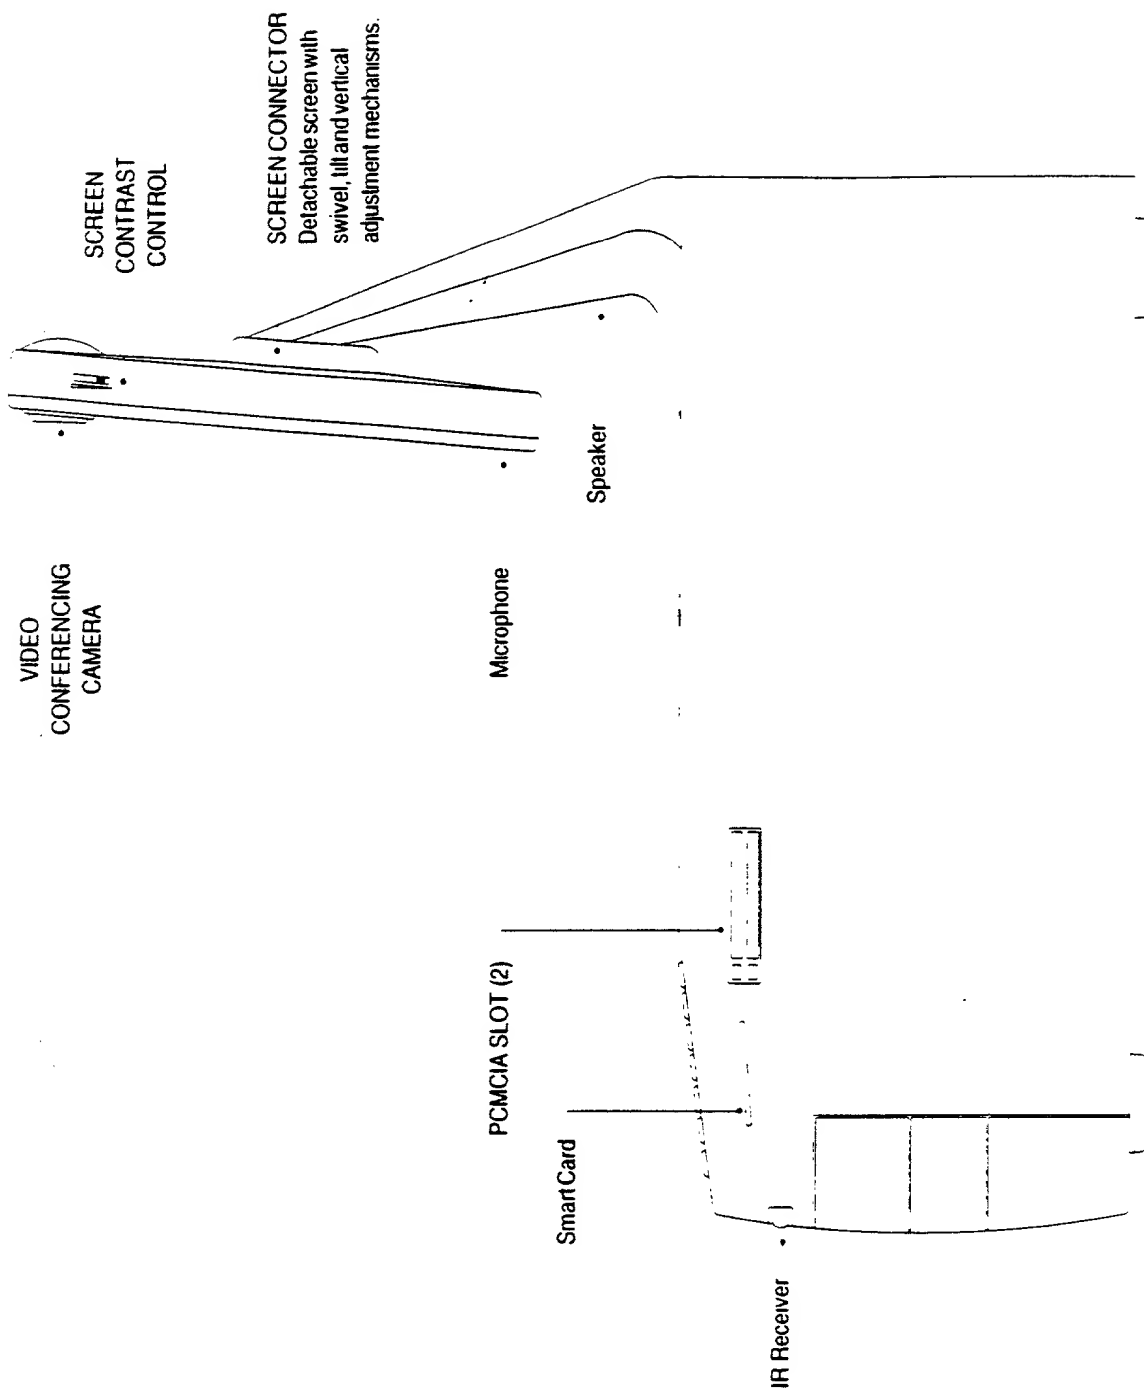 VIDEO
CONFERENCING
CAMERA
SCREEN
CONTRAST
CONTROL
SCREEN CONNECTOR
Detachable screen with
swivel, tilt and vertical
adjustment mechanisms.
Microphone
Speaker
PCMCIA SLOT (2)
Smart Card
IR Receiver